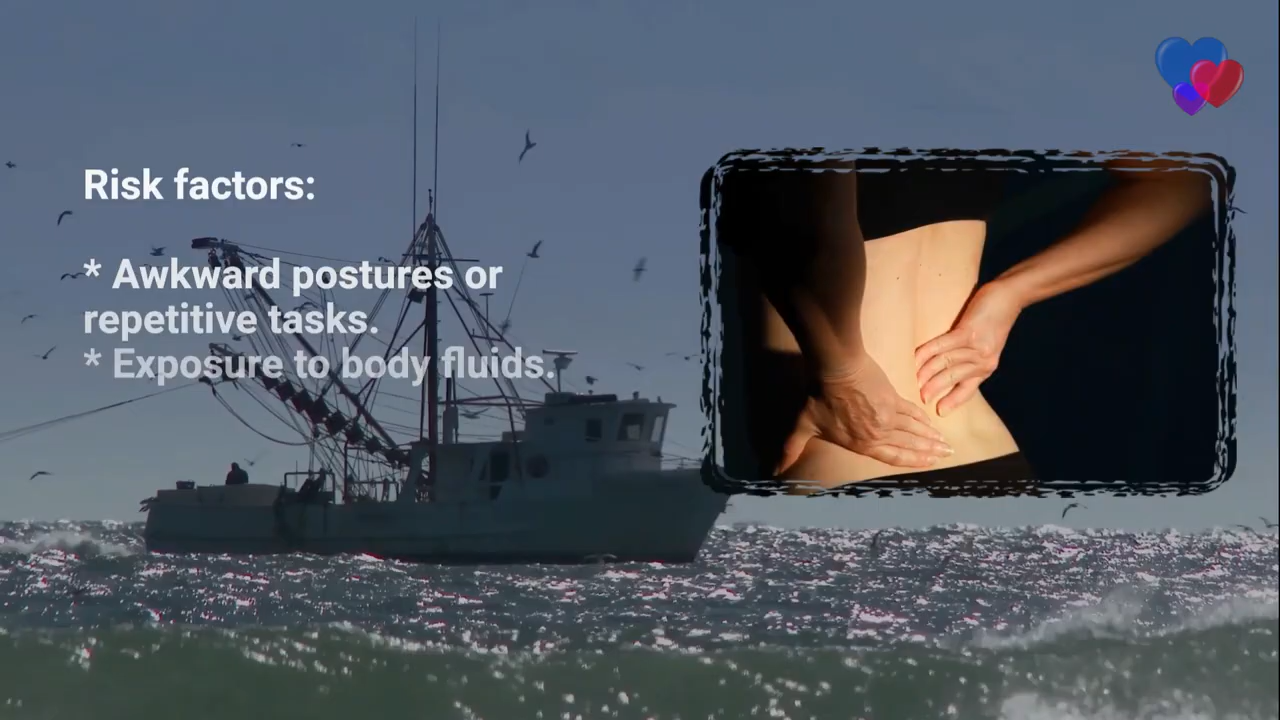 Risk factors:
* Awkward postures or
repetitive tasks.
* Exposure to body fluids.